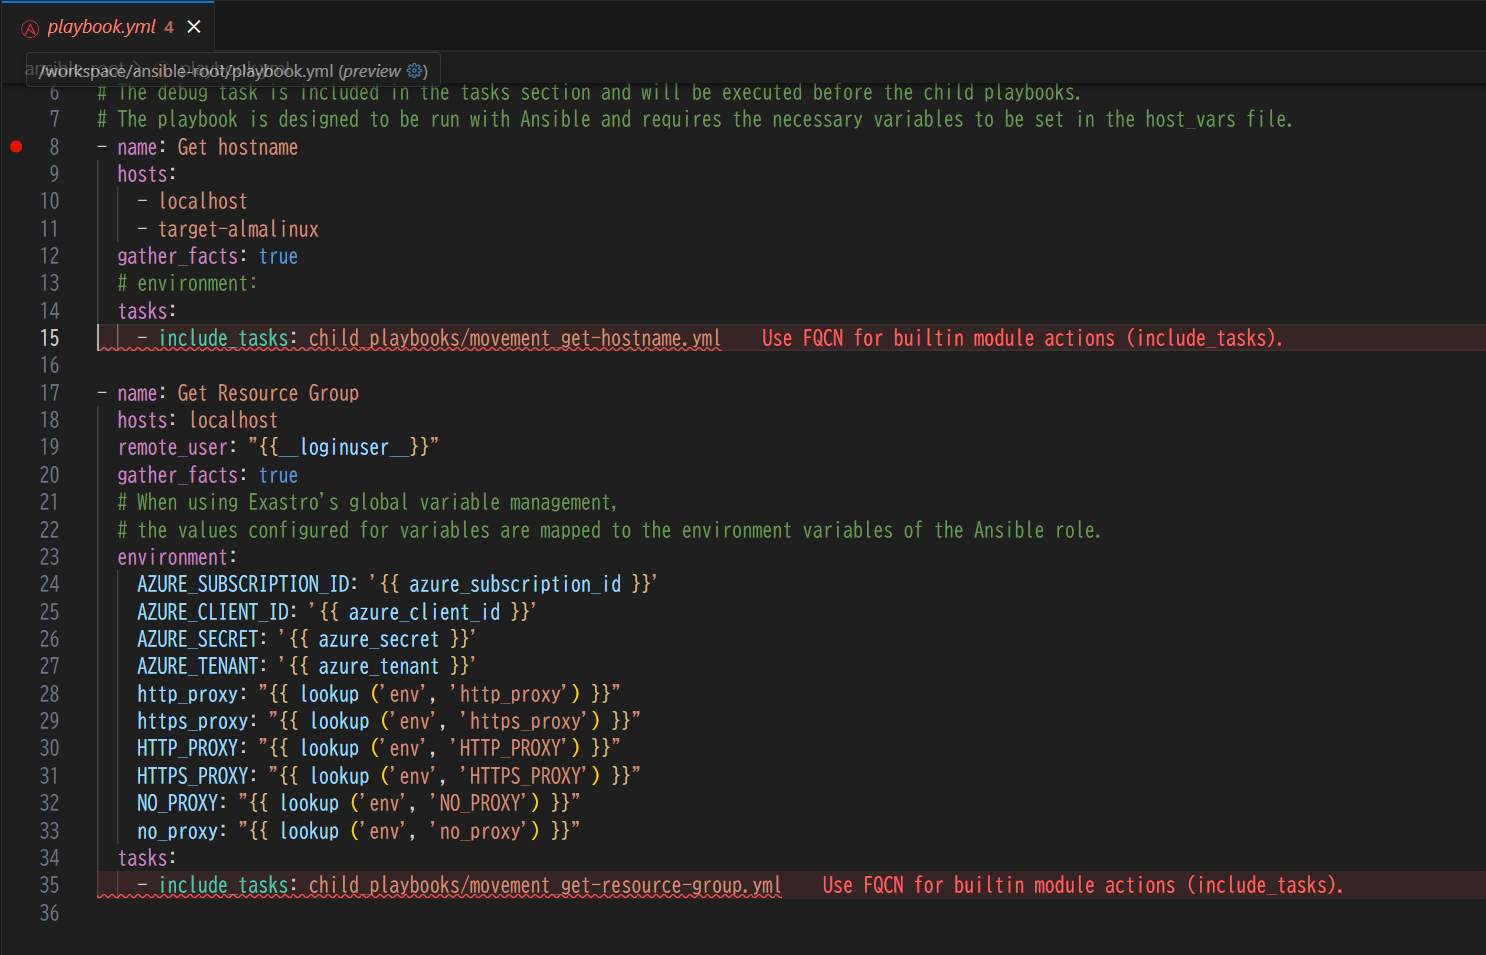 playbook.yml 4
/workspace/ansible-root/playbook.yml (preview )
6 # The debug task is included in the tasks section and will be executed before the child playbooks.
7 # The playbook is designed to be run with Ansible and requires the necessary variables to be set in the host_vars file.
8 - name: Get hostname
9 hosts:
10 - localhost
11 - target-almalinux
12 gather_facts: true
13 # environment:
14 tasks:
15 - include_tasks: child_playbooks/movement_get-hostname.yml Use FQCN for builtin module actions (include_tasks).
16
17 - name: Get Resource Group
18 hosts: localhost
19 remote_user: "{{__loginuser__}}"
20 gather_facts: true
21 # When using Exastro's global variable management,
22 # the values configured for variables are mapped to the environment variables of the Ansible role.
23 environment:
24 AZURE_SUBSCRIPTION_ID: '{{ azure_subscription_id }}'
25 AZURE_CLIENT_ID: '{{ azure_client_id }}'
26 AZURE_SECRET: '{{ azure_secret }}'
27 AZURE_TENANT: '{{ azure_tenant }}'
28 http_proxy: "{{ lookup ('env', 'http_proxy') }}"
29 https_proxy: "{{ lookup ('env', 'https_proxy') }}"
30 HTTP_PROXY: "{{ lookup ('env', 'HTTP_PROXY') }}"
31 HTTPS_PROXY: "{{ lookup ('env', 'HTTPS_PROXY') }}"
32 NO_PROXY: "{{ lookup ('env', 'NO_PROXY') }}"
33 no_proxy: "{{ lookup ('env', 'no_proxy') }}"
34 tasks:
35 - include_tasks: child_playbooks/movement_get-resource-group.yml Use FQCN for builtin module actions (include_tasks).
36